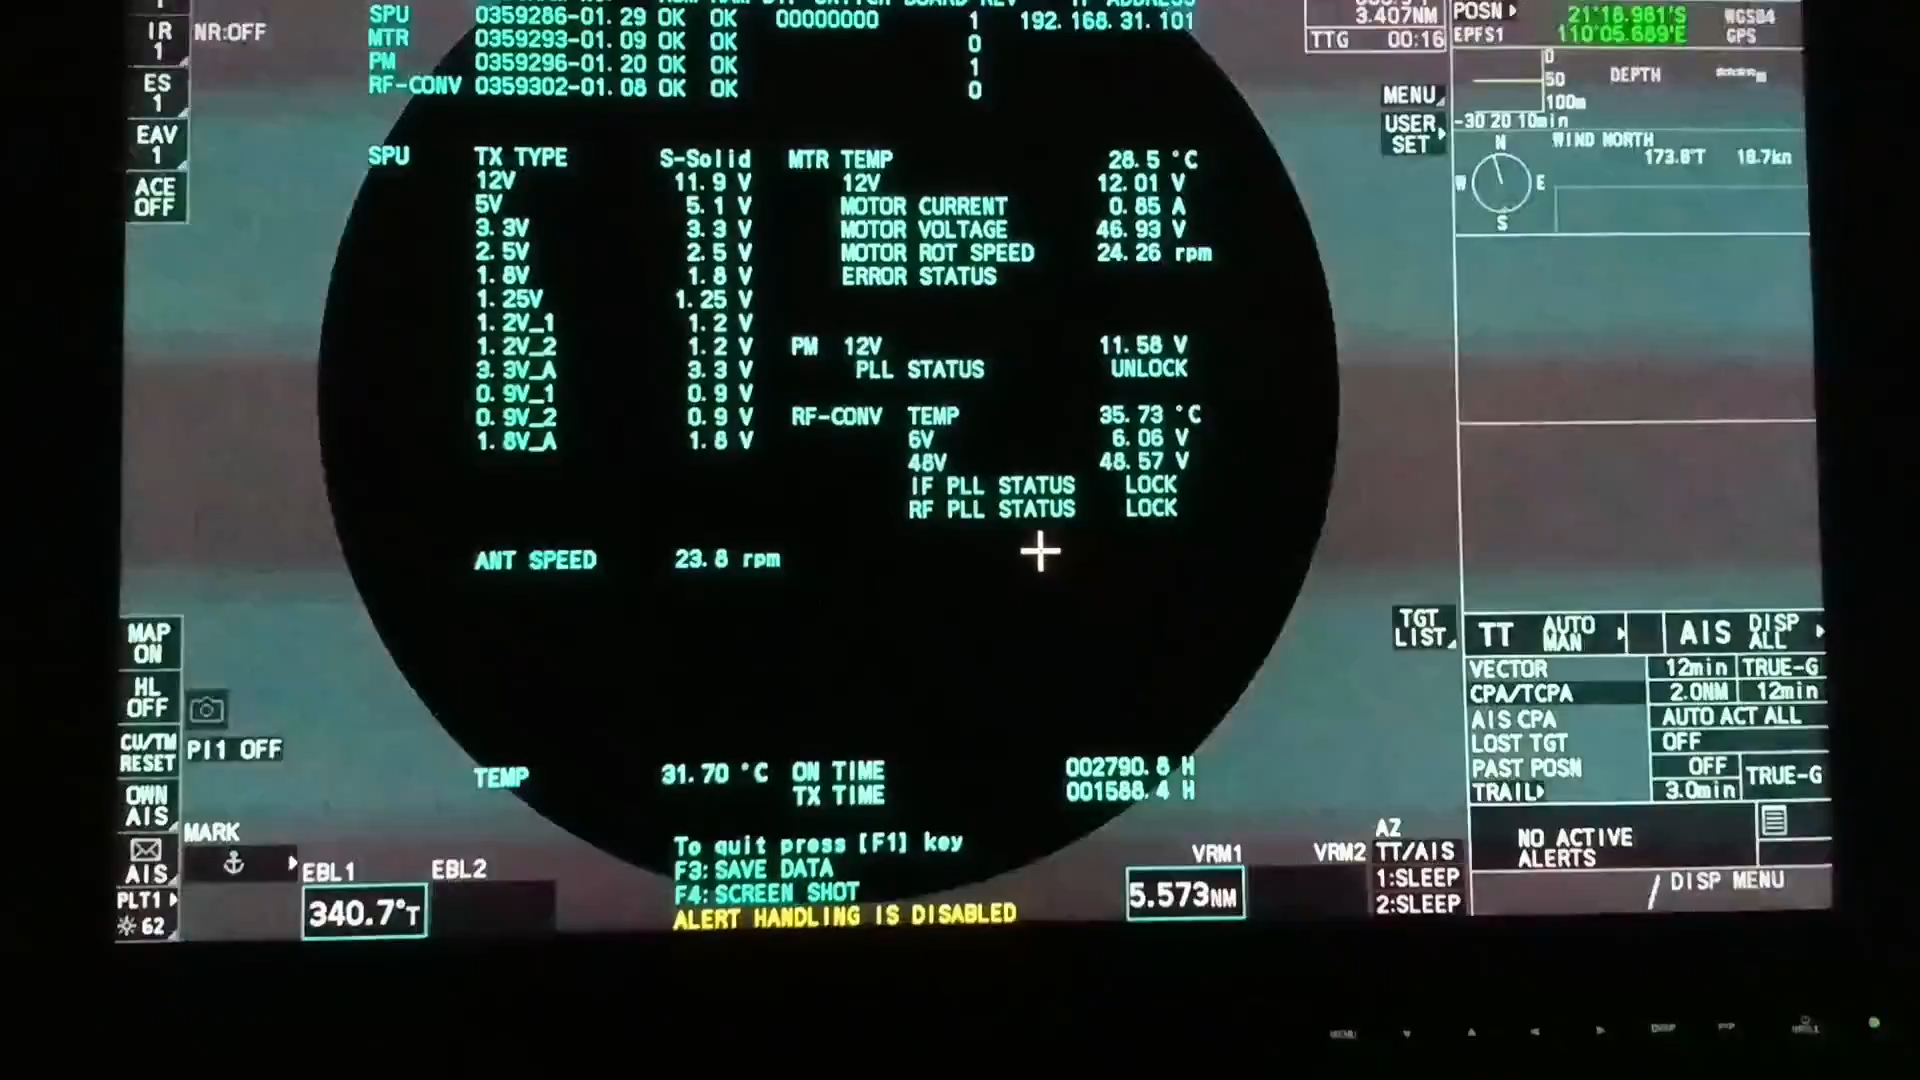 SPU 0359286-01.29 OK OK 00000000 1 192.168.31.101
MTR 0359293-01.09 OK OK 0
PM 0359296-01.20 OK OK 1
RF-CONV 0359302-01.08 OK OK 0
IR
1
NR:OFF
ES
1
EAV
1
ACE
OFF
SPU TX TYPE S-Solid
12V 11.9 V
5V 5.1 V
3.3V 3.3 V
2.5V 2.5 V
1.8V 1.8 V
1.25V 1.25 V
1.2V_1 1.2 V
1.2V_2 1.2 V
3.3V_A 3.3 V
0.9V_1 0.9 V
0.9V_2 0.9 V
1.8V_A 1.8 V
MTR TEMP 28.5 °C
12V 12.01 V
MOTOR CURRENT 0.85 A
MOTOR VOLTAGE 46.93 V
MOTOR ROT SPEED 24.26 rpm
ERROR STATUS
PM 12V 11.58 V
PLL STATUS UNLOCK
RF-CONV TEMP 35.73 °C
6V 6.06 V
48V 48.57 V
IF PLL STATUS LOCK
RF PLL STATUS LOCK
ANT SPEED 23.8 rpm
TEMP 31.70 °C ON TIME 002790.8 H
TX TIME 001588.4 H
To quit press [F1] key
F3:SAVE DATA
F4:SCREEN SHOT
ALERT HANDLING IS DISABLED
MAP
ON
HL
OFF
CU/TM
RESET
PI1 OFF
OWN
AIS
MARK
AIS
PLT1
62
EBL1 EBL2
340.7°T
VRM1 VRM2
5.573NM
AZ
TT/AIS
1:SLEEP
2:SLEEP
3.407NM
TTG 00:16
MENU
USER
SET
POSN 21°18.981'S WGS84
EPFS1 110°05.689'E GPS
0
50 DEPTH
100m
-30 20 10min
WIND NORTH
173.8°T 18.7kn
N
W E
S
TGT
LIST
TT AUTO
MAN
AIS DISP
ALL
VECTOR 12min TRUE-G
CPA/TCPA 2.0NM 12min
AIS CPA AUTO ACT ALL
LOST TGT OFF
PAST POSN OFF TRUE-G
TRAIL 3.0min
NO ACTIVE
ALERTS
/ DISP MENU
MENU